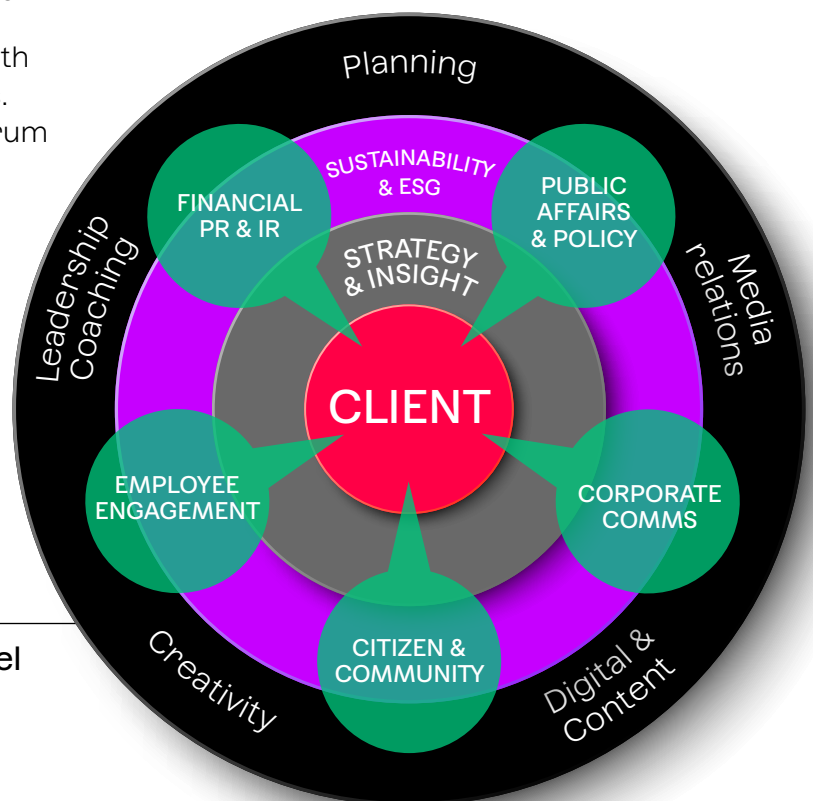 th
.
rum
Planning
SUSTAINABILITY
& ESG
FINANCIAL
PR & IR
PUBLIC
AFFAIRS
& POLICY
STRATEGY
& INSIGHT
Leadership
Coaching
Media
relations
CLIENT
EMPLOYEE
ENGAGEMENT
CORPORATE
COMMS
CITIZEN &
COMMUNITY
el
Creativity
Digital &
Content